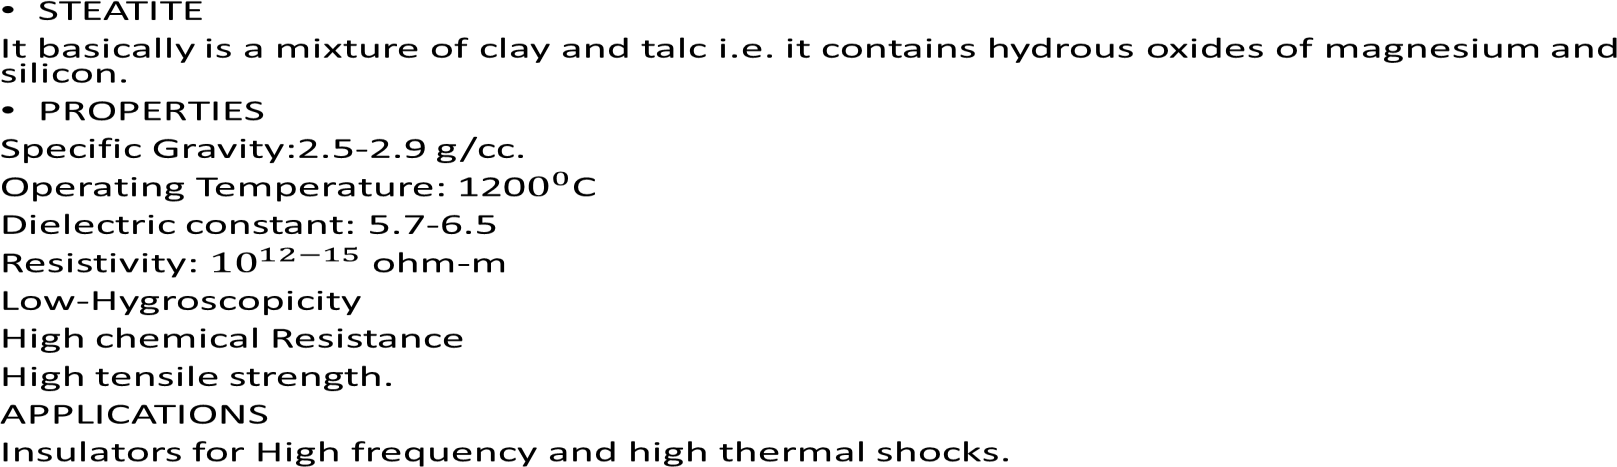 • STEATITE
It basically is a mixture of clay and talc i.e. it contains hydrous oxides of magnesium and
silicon.
• PROPERTIES
Specific Gravity:2.5-2.9 g/cc.
Operating Temperature: 1200⁰C
Dielectric constant: 5.7-6.5
Resistivity: 10¹²⁻¹⁵ ohm-m
Low-Hygroscopicity
High chemical Resistance
High tensile strength.
APPLICATIONS
Insulators for High frequency and high thermal shocks.